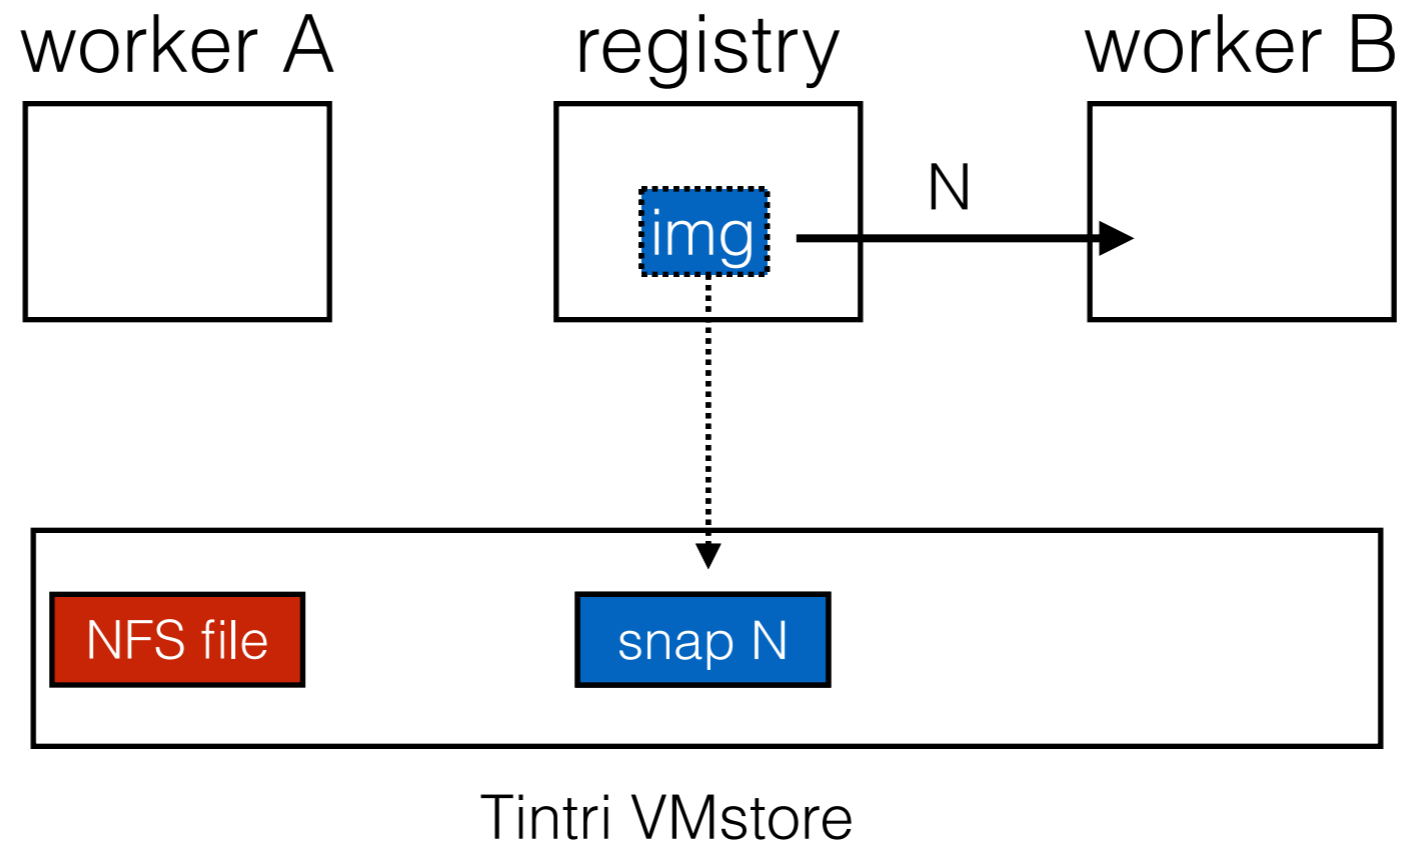 worker A
registry
worker B
N
img
NFS file
snap N
Tintri VMstore